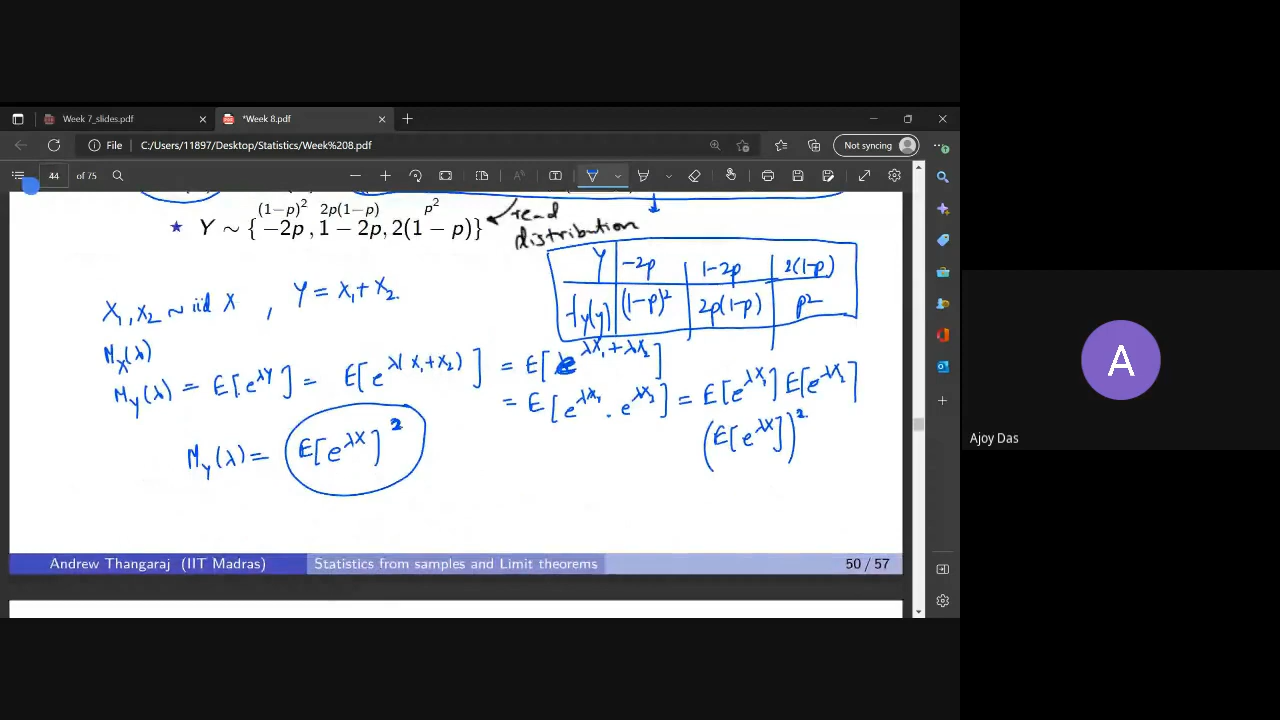 Week 7_slides.pdf
*Week 8.pdf
File
C:/Users/11897/Desktop/Statistics/Week%208.pdf
Not syncing
44 of 75
(1−p)² 2p(1−p) p²
★ Y ∼ {−2p, 1 − 2p, 2(1 − p)}
distribution
Y −2p 1−2p 2(1−p)
f_Y(y) (1−p)² 2p(1−p) p²
X₁, X₂ ~ iid X , Y = X₁ + X₂.
M_X(λ)
M_Y(λ) = E[e^{λY}] = E[e^{λ(X₁+X₂)}] = E[e^{λX₁+λX₂}]
= E[e^{λX₁} . e^{λX₂}] = E[e^{λX₁}] E[e^{λX₂}]
M_Y(λ) = E[e^{λX}]²
(E[e^{λX}])²
Andrew Thangaraj (IIT Madras)
Statistics from samples and Limit theorems
50 / 57
A
Ajoy Das